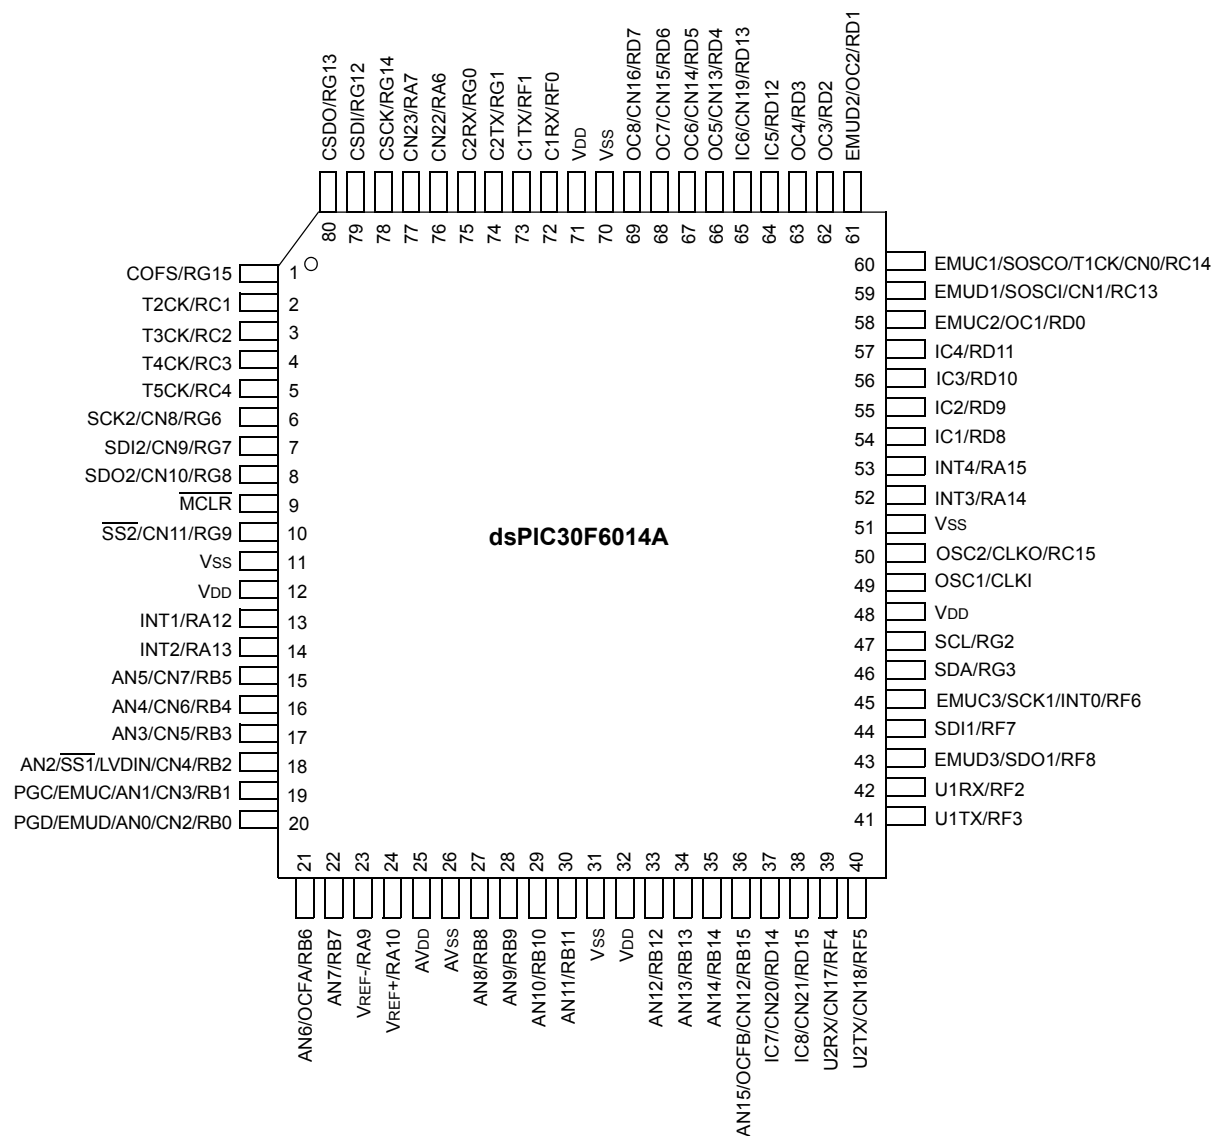 CSDO/RG13
CSDI/RG12
CSCK/RG14
CN23/RA7
CN22/RA6
C2RX/RG0
C2TX/RG1
C1TX/RF1
C1RX/RF0
VDD
VSS
OC8/CN16/RD7
OC7/CN15/RD6
OC6/CN14/RD5
OC5/CN13/RD4
IC6/CN19/RD13
IC5/RD12
OC4/RD3
OC3/RD2
EMUD2/OC2/RD1
80
79
78
77
76
75
74
73
72
71
70
69
68
67
66
65
64
63
62
61
COFS/RG15 1
T2CK/RC1 2
T3CK/RC2 3
T4CK/RC3 4
T5CK/RC4 5
SCK2/CN8/RG6 6
SDI2/CN9/RG7 7
SDO2/CN10/RG8 8
MCLR 9
SS2/CN11/RG9 10
VSS 11
VDD 12
INT1/RA12 13
INT2/RA13 14
AN5/CN7/RB5 15
AN4/CN6/RB4 16
AN3/CN5/RB3 17
AN2/SS1/LVDIN/CN4/RB2 18
PGC/EMUC/AN1/CN3/RB1 19
PGD/EMUD/AN0/CN2/RB0 20
dsPIC30F6014A
60 EMUC1/SOSCO/T1CK/CN0/RC14
59 EMUD1/SOSCI/CN1/RC13
58 EMUC2/OC1/RD0
57 IC4/RD11
56 IC3/RD10
55 IC2/RD9
54 IC1/RD8
53 INT4/RA15
52 INT3/RA14
51 VSS
50 OSC2/CLKO/RC15
49 OSC1/CLKI
48 VDD
47 SCL/RG2
46 SDA/RG3
45 EMUC3/SCK1/INT0/RF6
44 SDI1/RF7
43 EMUD3/SDO1/RF8
42 U1RX/RF2
41 U1TX/RF3
21
22
23
24
25
26
27
28
29
30
31
32
33
34
35
36
37
38
39
40
AN6/OCFA/RB6
AN7/RB7
VREF-/RA9
VREF+/RA10
AVDD
AVSS
AN8/RB8
AN9/RB9
AN10/RB10
AN11/RB11
VSS
VDD
AN12/RB12
AN13/RB13
AN14/RB14
AN15/OCFB/CN12/RB15
IC7/CN20/RD14
IC8/CN21/RD15
U2RX/CN17/RF4
U2TX/CN18/RF5